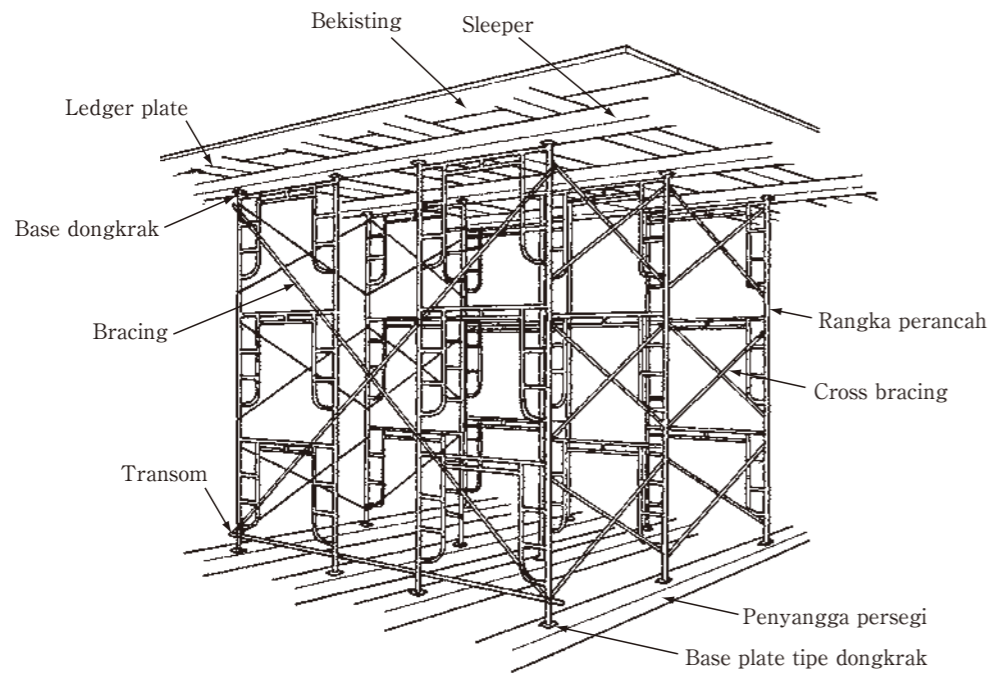 Bekisting
Sleeper
Ledger plate
Base dongkrak
Bracing
Rangka perancah
Cross bracing
Transom
Penyangga persegi
Base plate tipe dongkrak